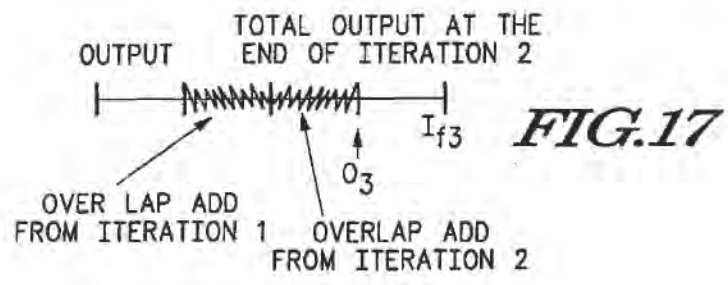 TOTAL OUTPUT AT THE
END OF ITERATION 2
OUTPUT
If3
FIG.17
O3
OVER LAP ADD
FROM ITERATION 1
OVERLAP ADD
FROM ITERATION 2